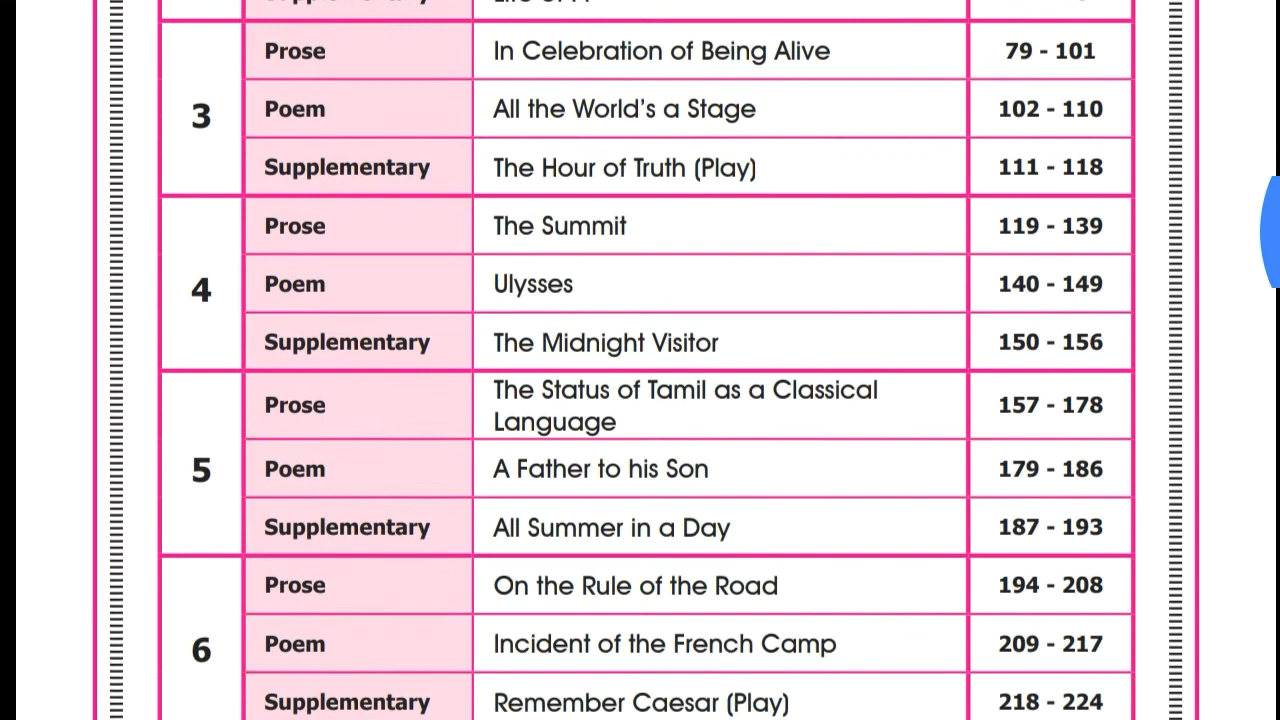 3
Prose In Celebration of Being Alive 79 - 101
Poem All the World's a Stage 102 - 110
Supplementary The Hour of Truth (Play) 111 - 118
4
Prose The Summit 119 - 139
Poem Ulysses 140 - 149
Supplementary The Midnight Visitor 150 - 156
5
Prose The Status of Tamil as a Classical
Language 157 - 178
Poem A Father to his Son 179 - 186
Supplementary All Summer in a Day 187 - 193
6
Prose On the Rule of the Road 194 - 208
Poem Incident of the French Camp 209 - 217
Supplementary Remember Caesar (Play) 218 - 224